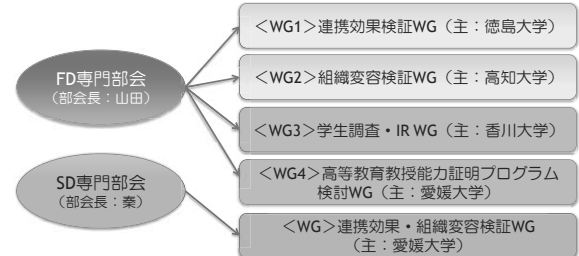 <WG1>連携効果検証WG（主：徳島大学）
FD専門部会
（部会長：山田）
<WG2>組織変容検証WG（主：高知大学）
<WG3>学生調査・IR WG（主：香川大学）
<WG4>高等教育教授能力証明プログラム
検討WG（主：愛媛大学）
SD専門部会
（部会長：秦）
<WG>連携効果・組織変容検証WG
（主：愛媛大学）